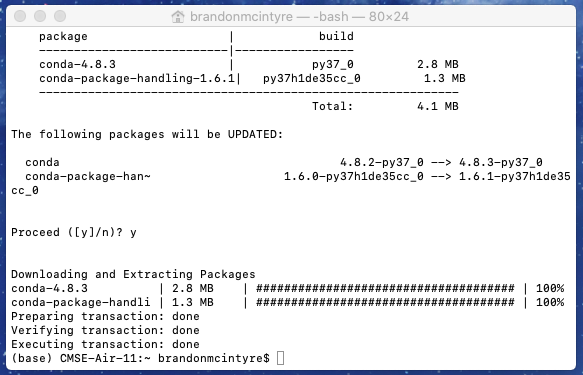 brandonmcintyre — -bash — 80×24
package | build
---------------------------|-----------------
conda-4.8.3 | py37_0 2.8 MB
conda-package-handling-1.6.1| py37h1de35cc_0 1.3 MB
------------------------------------------------------------
Total: 4.1 MB
The following packages will be UPDATED:
conda 4.8.2-py37_0 --> 4.8.3-py37_0
conda-package-han~ 1.6.0-py37h1de35cc_0 --> 1.6.1-py37h1de35
cc_0
Proceed ([y]/n)? y
Downloading and Extracting Packages
conda-4.8.3 | 2.8 MB | ##################################### | 100%
conda-package-handli | 1.3 MB | ##################################### | 100%
Preparing transaction: done
Verifying transaction: done
Executing transaction: done
(base) CMSE-Air-11:~ brandonmcintyre$